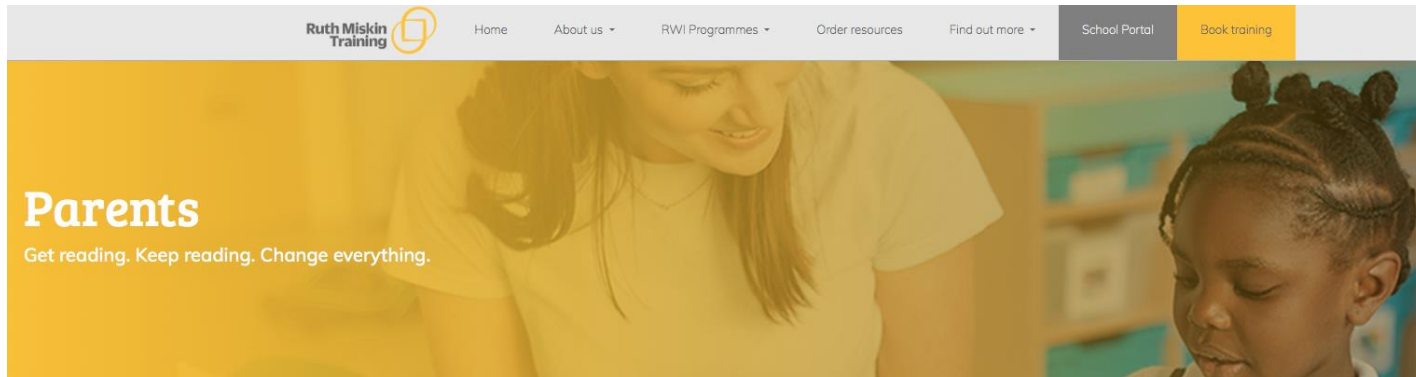 Ruth Miskin
Training
Home
About us
RWI Programmes
Order resources
Find out more
School Portal
Book training
Parents
Get reading. Keep reading. Change everything.